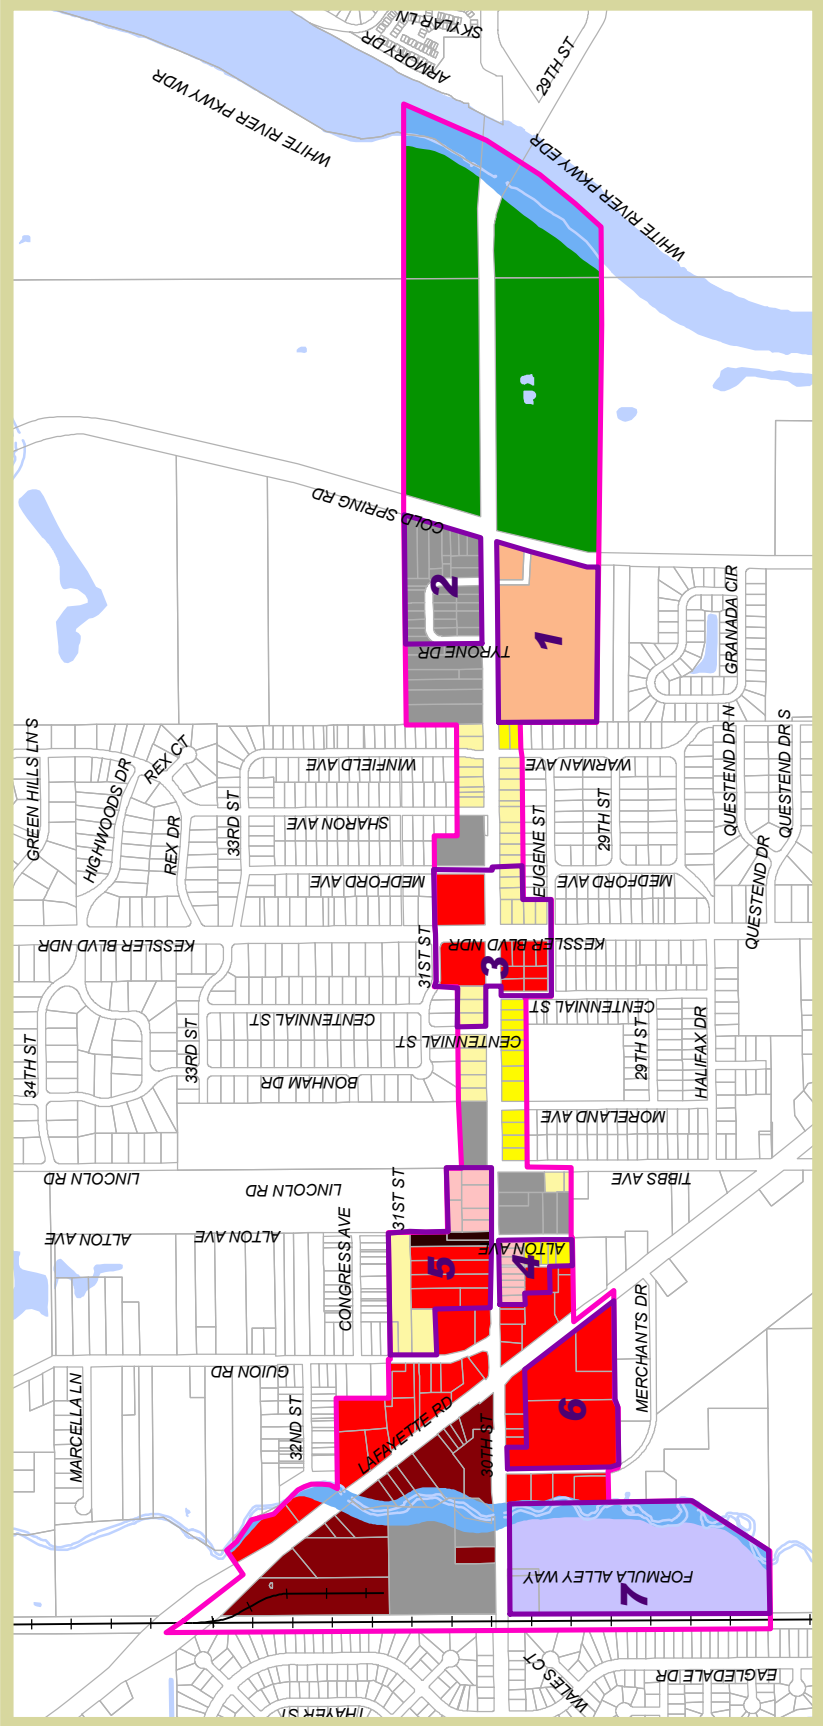 SKYLAR LN
ARMORY DR
29TH ST
WHITE RIVER PKWY WDR
WHITE RIVER PKWY EDR
COLD SPRING RD
2
1
TYRONE DR
GRANADA CIR
GREEN HILLS LN S
HIGHWOODS DR
REX CT
REX DR
33RD ST
WINFIELD AVE
WARMAN AVE
SHARON AVE
29TH ST
QUESTEND DR N
QUESTEND DR S
EUGENE ST
MEDFORD AVE
MEDFORD AVE
QUESTEND DR
KESSLER BLVD NDR
31ST ST
KESSLER BLVD NDR
3
CENTENNIAL ST
CENTENNIAL ST
CENTENNIAL ST
34TH ST
33RD ST
BONHAM DR
29TH ST
HALIFAX DR
MORELAND AVE
LINCOLN RD
LINCOLN RD
31ST ST
TIBBS AVE
ALTON AVE
ALTON AVE
ALTON AVE
CONGRESS AVE
5
4
GUION RD
MERCHANTS DR
MARCELLA LN
32ND ST
LAFAYETTE RD
30TH ST
6
FORMULA ALLEY WAY
7
WALES CT
EAGLEDALE DR
THAYER ST